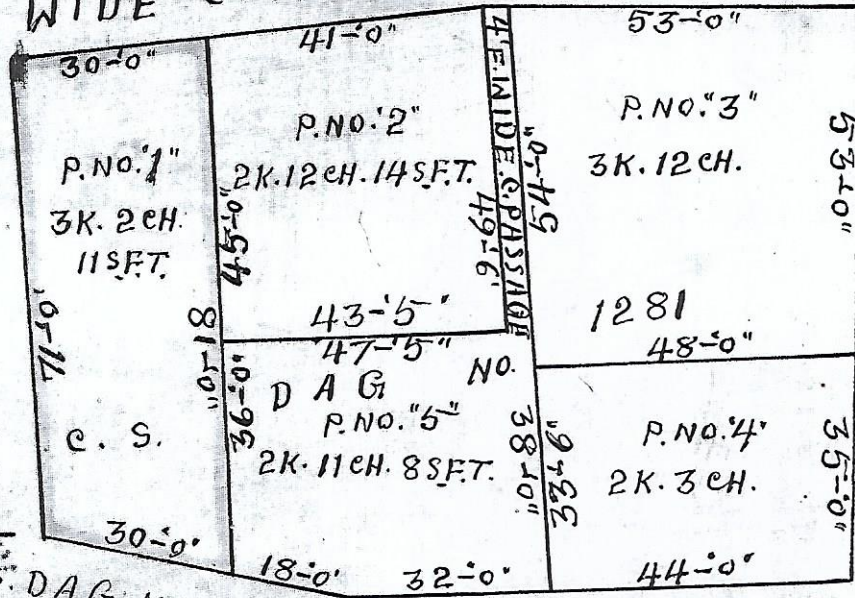 WIDE
30'-0"
41'-0"
53'-0"
P.NO."1"
3K. 2CH.
11 S.F.T.
71'-0"
81'-0"
C. S.
30'-0"
P.NO."2"
2K.12CH.14S.F.T.
45'-0"
49'-6"
43'-5"
4'F.WIDE.C.PASSAGE
54'-0"
P.NO."3"
3K. 12CH.
53'-0"
1281
48'-0"
47'-5"
DAG NO.
P.NO."5"
2K. 11CH. 8S.F.T.
36'-0"
38'-0"
18'-0"
32'-0"
P.NO."4"
2K. 3CH.
33'-6"
35'-0"
44'-0"
DAG